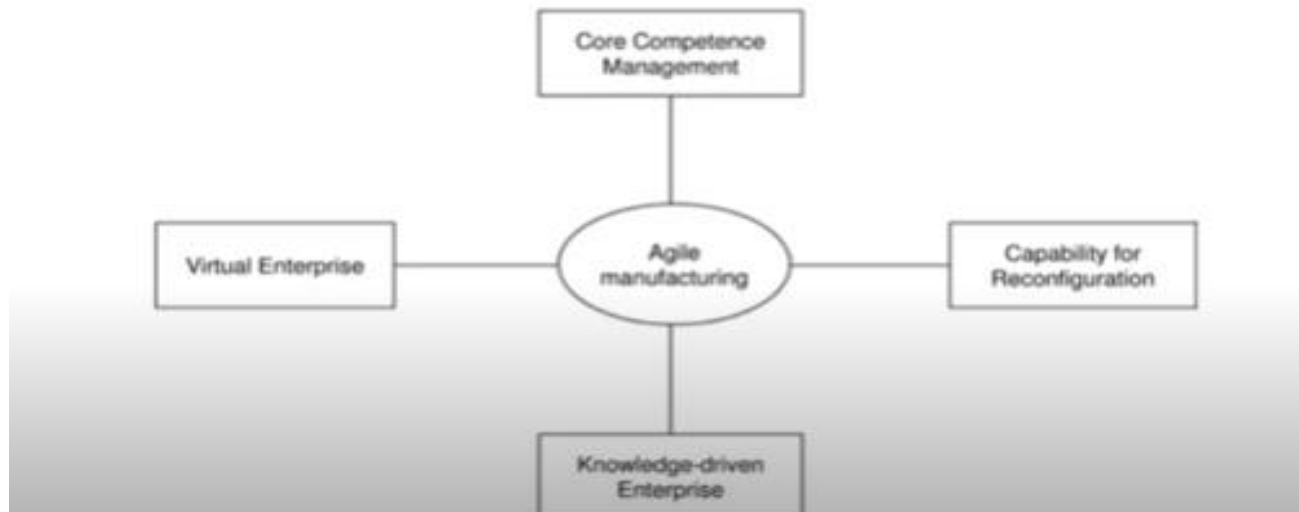 Core Competence
Management
Virtual Enterprise
Agile
manufacturing
Capability for
Reconfiguration
Knowledge-driven
Enterprise